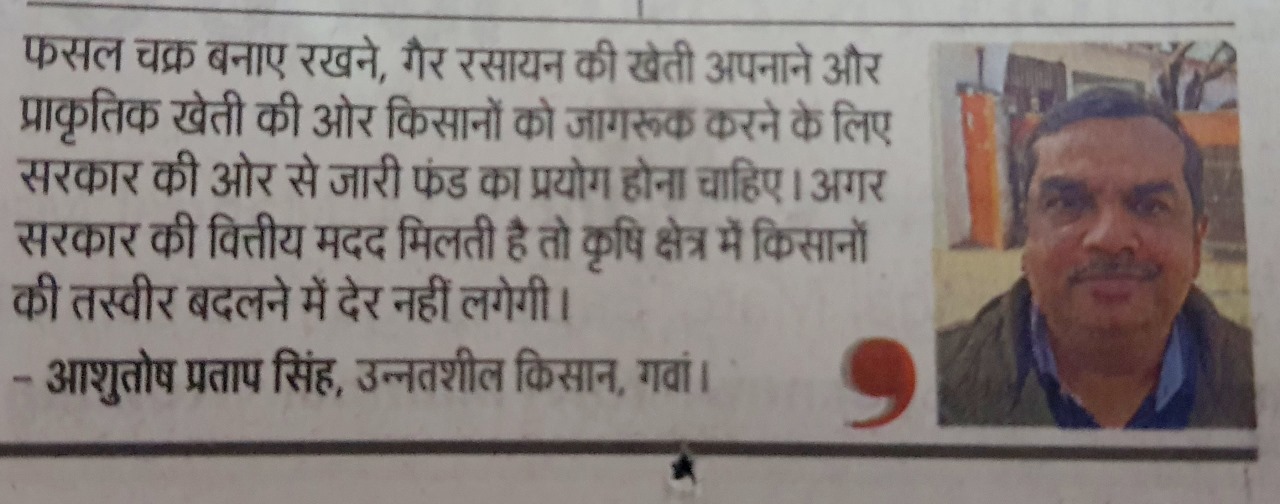 फसल चक्र बनाए रखने, गैर रसायन की खेती अपनाने और
प्राकृतिक खेती की ओर किसानों को जागरूक करने के लिए
सरकार की ओर से जारी फंड का प्रयोग होना चाहिए। अगर
सरकार की वित्तीय मदद मिलती है तो कृषि क्षेत्र में किसानों
की तस्वीर बदलने में देर नहीं लगेगी।
- आशुतोष प्रताप सिंह, उन्नतशील किसान, गवां।